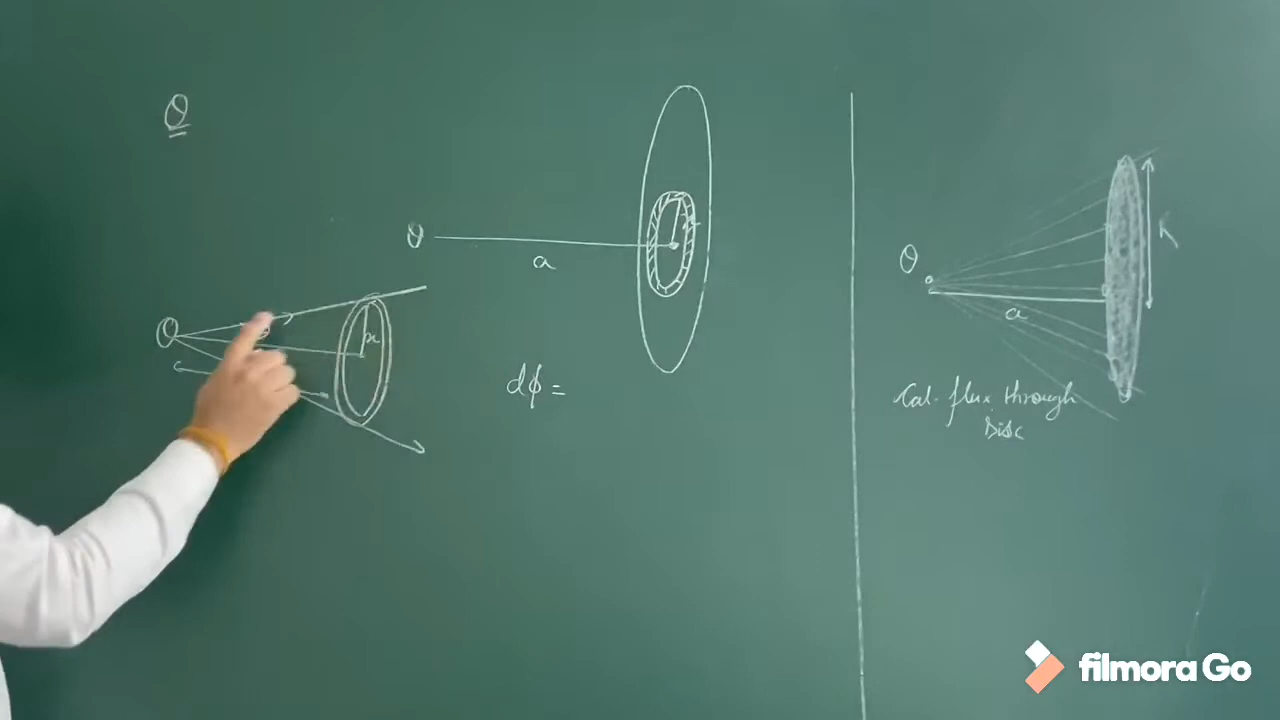 Q
Q
a
x
Q
dϕ =
Q
a
R
Cal. flux through
Disc
filmora Go